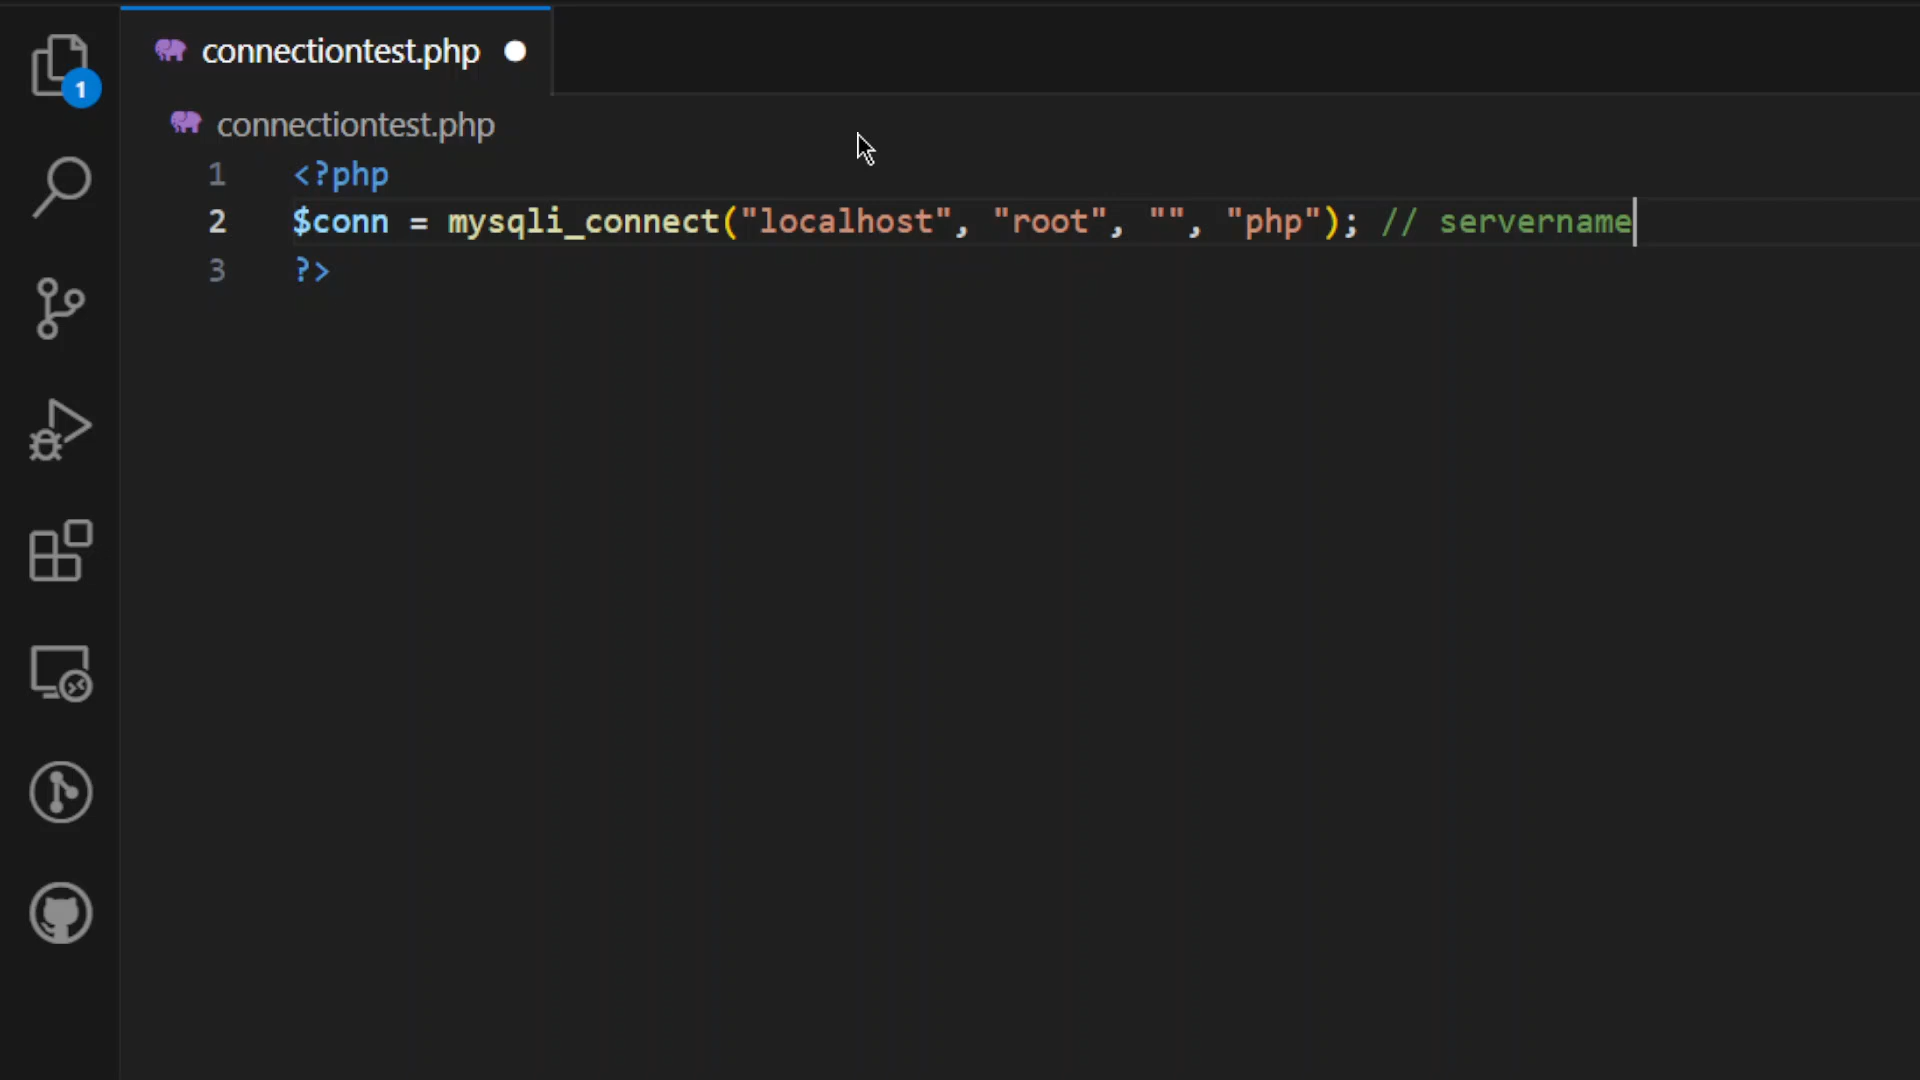 connectiontest.php
1
connectiontest.php
1 <?php
2 $conn = mysqli_connect("localhost", "root", "", "php"); // servername
3 ?>